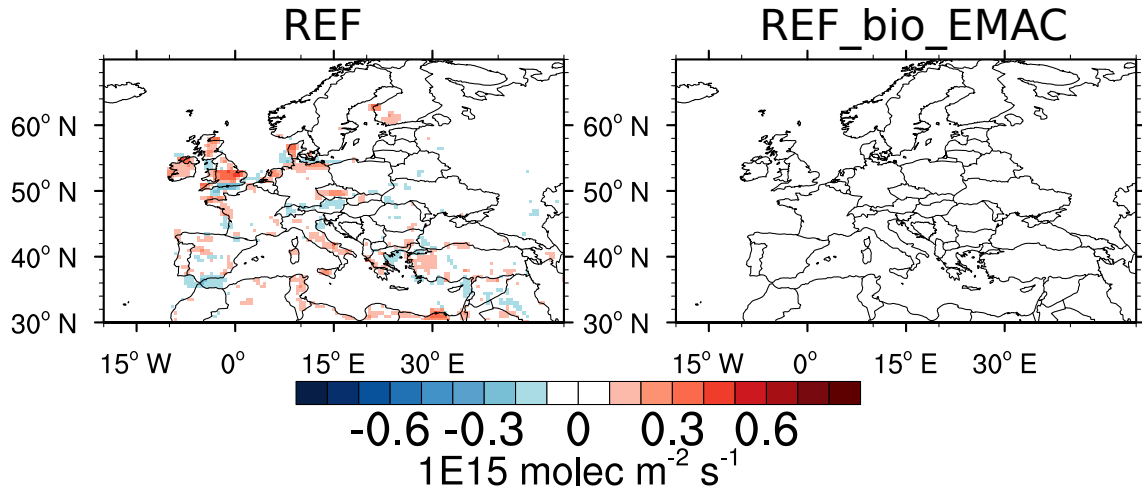 REF REF_bio_EMAC
60° N 60° N
50° N 50° N
40° N 40° N
30° N 30° N
15° W 0° 15° E 30° E 15° W 0° 15° E 30° E
-0.6 -0.3 0 0.3 0.6
1E15 molec m⁻² s⁻¹